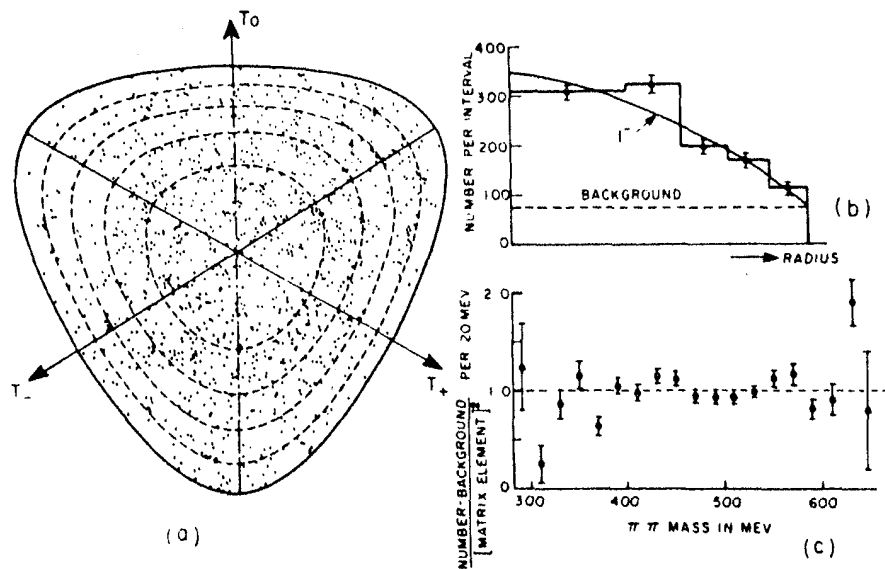 T0
T-
T+
(a)
NUMBER PER INTERVAL
400
300
200
100
0
1-
BACKGROUND
RADIUS
(b)
NUMBER-BACKGROUND PER 20 MEV
[MATRIX ELEMENT]²
2 0
1 0
0
300
400
500
600
π π MASS IN MEV
(c)